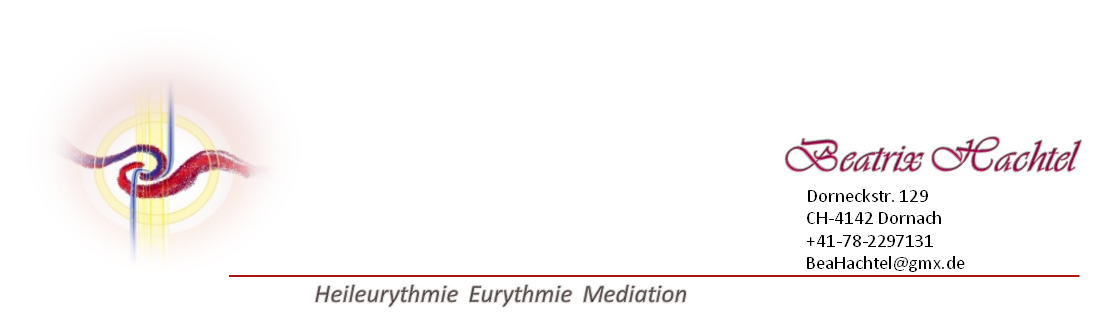 Beatrix Hachtel
Dorneckstr. 129
CH-4142 Dornach
+41-78-2297131
BeaHachtel@gmx.de
Heileurythmie Eurythmie Mediation